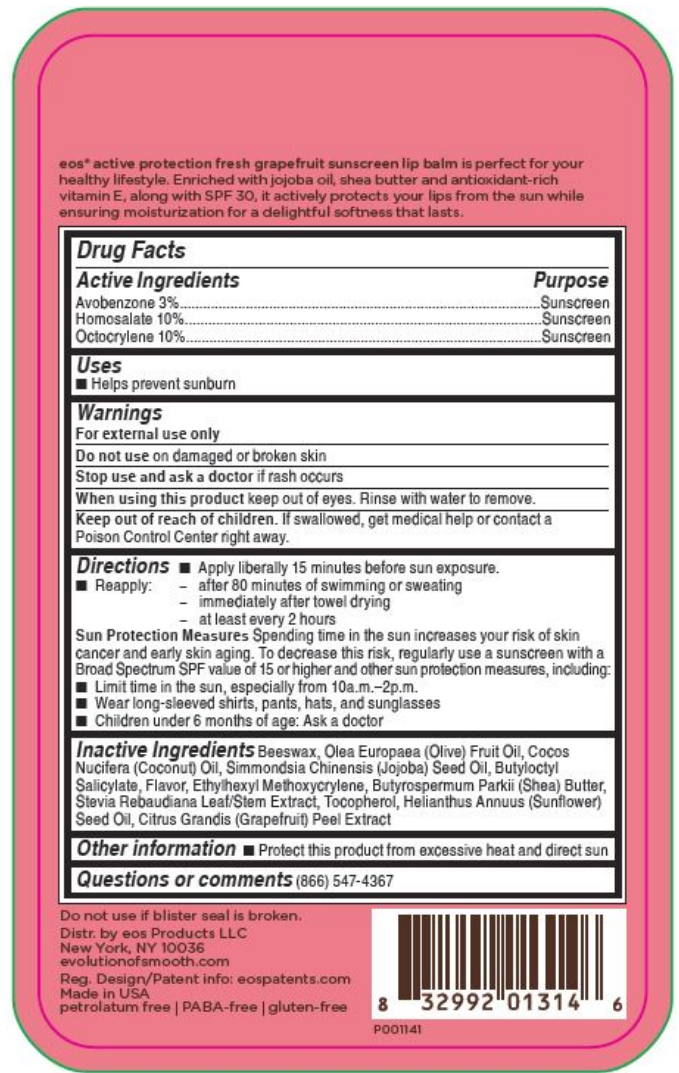 eos® active protection fresh grapefruit sunscreen lip balm is perfect for your
healthy lifestyle. Enriched with jojoba oil, shea butter and antioxidant-rich
vitamin E, along with SPF 30, it actively protects your lips from the sun while
ensuring moisturization for a delightful softness that lasts.
Drug Facts
Active Ingredients Purpose
Avobenzone 3%..........Sunscreen
Homosalate 10%..........Sunscreen
Octocrylene 10%..........Sunscreen
Uses
■ Helps prevent sunburn
Warnings
For external use only
Do not use on damaged or broken skin
Stop use and ask a doctor if rash occurs
When using this product keep out of eyes. Rinse with water to remove.
Keep out of reach of children. If swallowed, get medical help or contact a
Poison Control Center right away.
Directions ■ Apply liberally 15 minutes before sun exposure.
■ Reapply: – after 80 minutes of swimming or sweating
– immediately after towel drying
– at least every 2 hours
Sun Protection Measures Spending time in the sun increases your risk of skin
cancer and early skin aging. To decrease this risk, regularly use a sunscreen with a
Broad Spectrum SPF value of 15 or higher and other sun protection measures, including:
■ Limit time in the sun, especially from 10a.m.–2p.m.
■ Wear long-sleeved shirts, pants, hats, and sunglasses
■ Children under 6 months of age: Ask a doctor
Inactive Ingredients Beeswax, Olea Europaea (Olive) Fruit Oil, Cocos
Nucifera (Coconut) Oil, Simmondsia Chinensis (Jojoba) Seed Oil, Butyloctyl
Salicylate, Flavor, Ethylhexyl Methoxycrylene, Butyrospermum Parkii (Shea) Butter,
Stevia Rebaudiana Leaf/Stem Extract, Tocopherol, Helianthus Annuus (Sunflower)
Seed Oil, Citrus Grandis (Grapefruit) Peel Extract
Other information ■ Protect this product from excessive heat and direct sun
Questions or comments (866) 547-4367
Do not use if blister seal is broken.
Distr. by eos Products LLC
New York, NY 10036
evolutionofsmooth.com
Reg. Design/Patent info: eospatents.com
Made in USA
petrolatum free | PABA-free | gluten-free
8 32992 01314 6
P001141